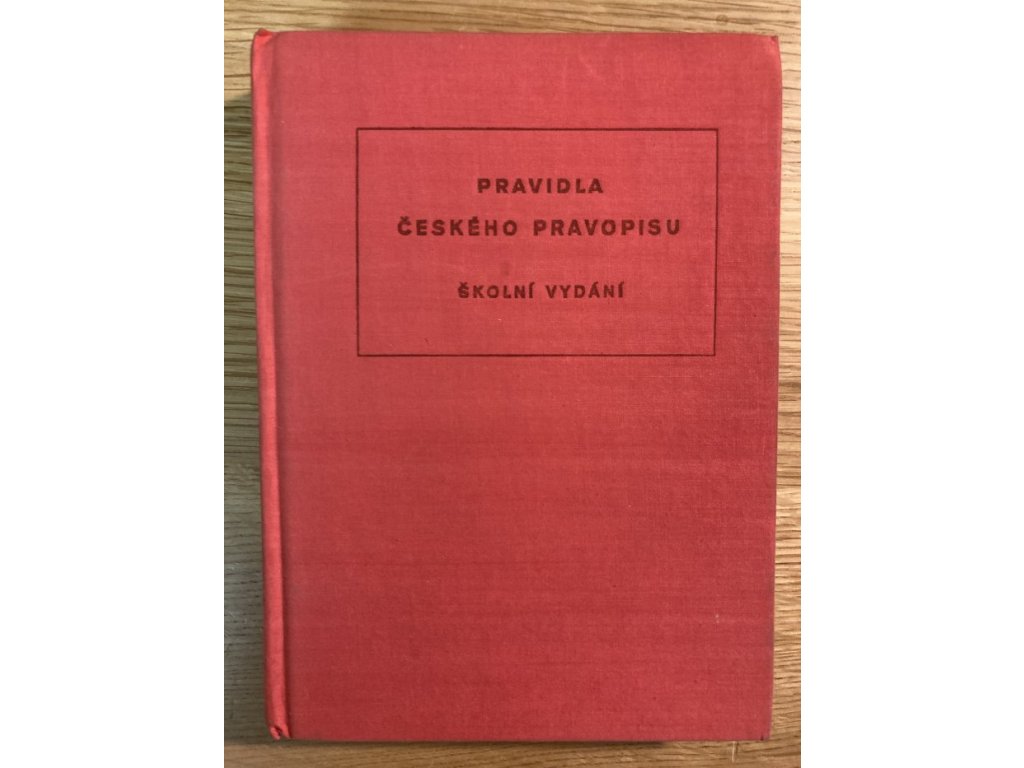 PRAVIDLA
ČESKÉHO PRAVOPISU
ŠKOLNÍ VYDÁNÍ